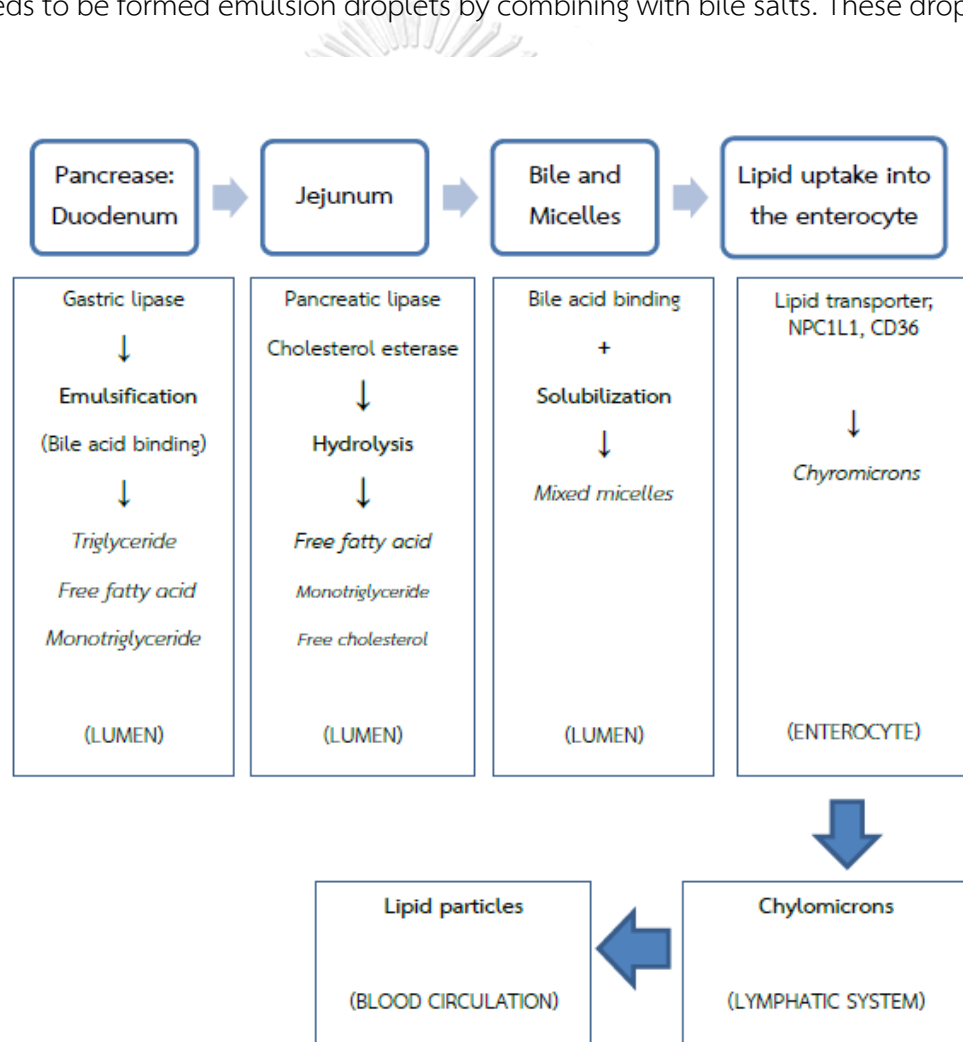 eds to be formed emulsion droplets by combining with bile salts. These drop
Pancrease:
Duodenum
Jejunum
Bile and
Micelles
Lipid uptake into
the enterocyte
Gastric lipase
↓
Emulsification
(Bile acid binding)
↓
Triglyceride
Free fatty acid
Monotriglyceride
(LUMEN)
Pancreatic lipase
Cholesterol esterase
↓
Hydrolysis
↓
Free fatty acid
Monotriglyceride
Free cholesterol
(LUMEN)
Bile acid binding
+
Solubilization
↓
Mixed micelles
(LUMEN)
Lipid transporter;
NPC1L1, CD36
↓
Chyromicrons
(ENTEROCYTE)
Lipid particles
(BLOOD CIRCULATION)
Chylomicrons
(LYMPHATIC SYSTEM)